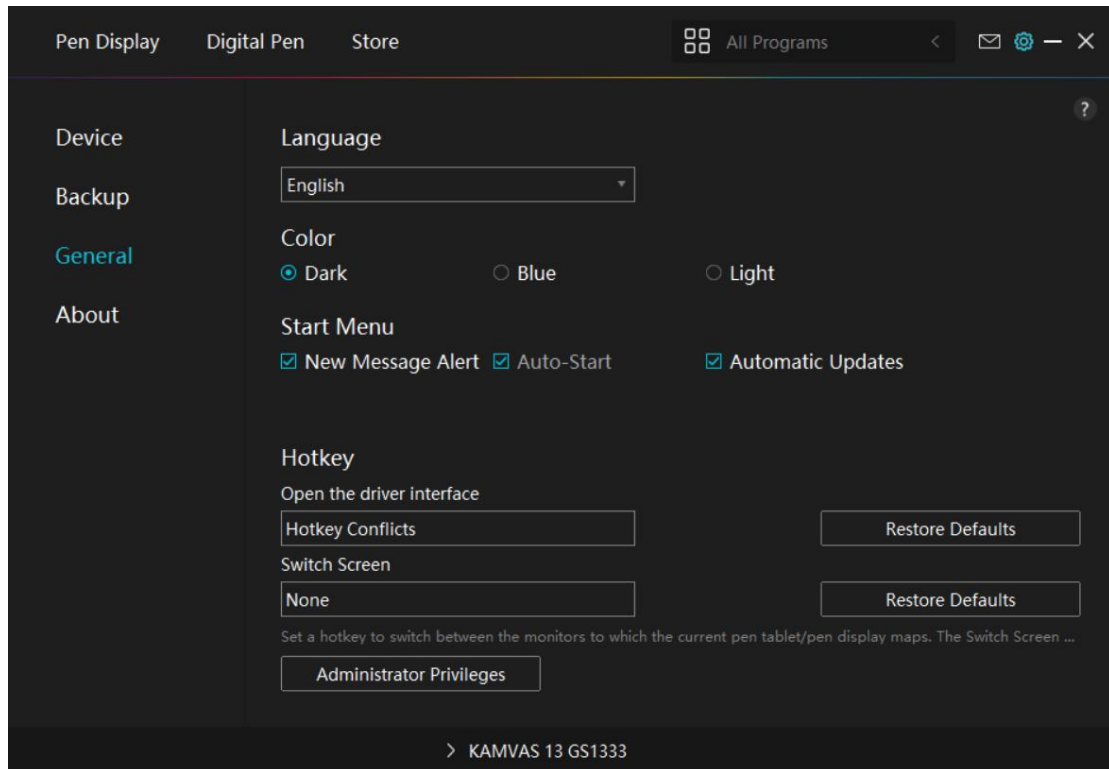 Pen Display Digital Pen Store All Programs
?
Device
Backup
General
About
Language
English
Color
Dark Blue Light
Start Menu
New Message Alert Auto-Start Automatic Updates
Hotkey
Open the driver interface
Hotkey Conflicts Restore Defaults
Switch Screen
None Restore Defaults
Set a hotkey to switch between the monitors to which the current pen tablet/pen display maps. The Switch Screen ...
Administrator Privileges
KAMVAS 13 GS1333